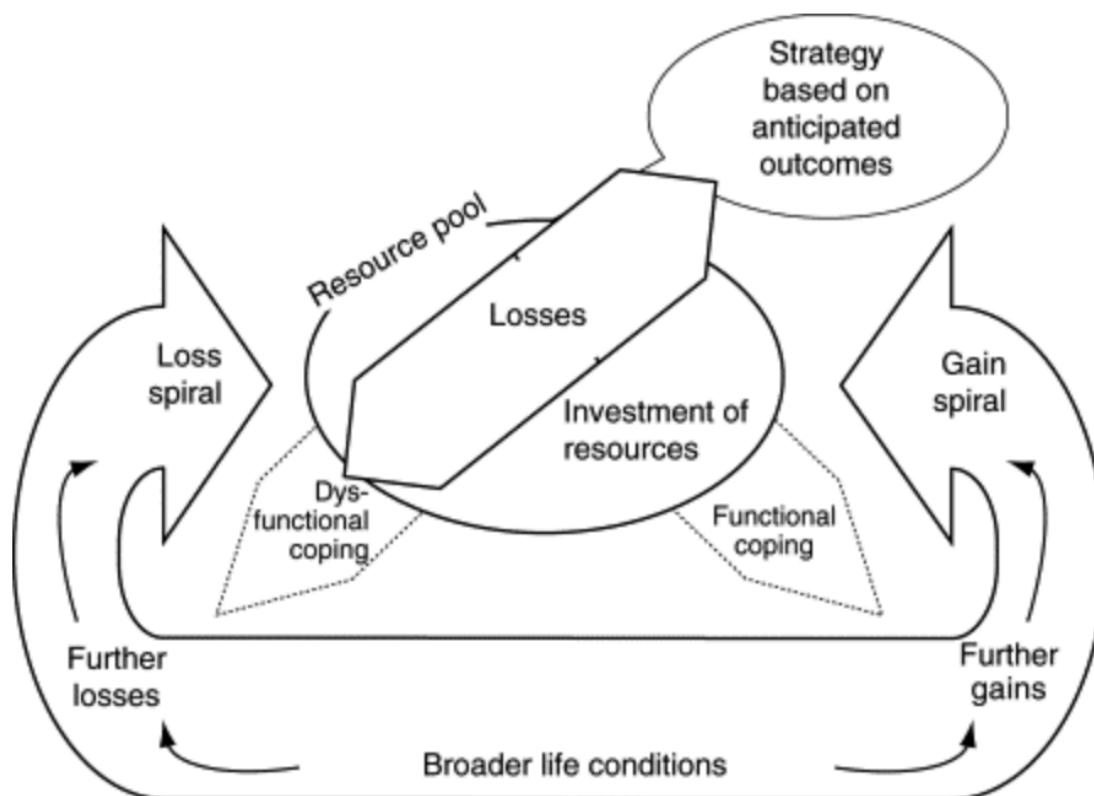 Strategy
based on
anticipated
outcomes
Resource pool
Losses
Loss
spiral
Gain
spiral
Investment of
resources
Dys-
functional
coping
Functional
coping
Further
losses
Further
gains
Broader life conditions